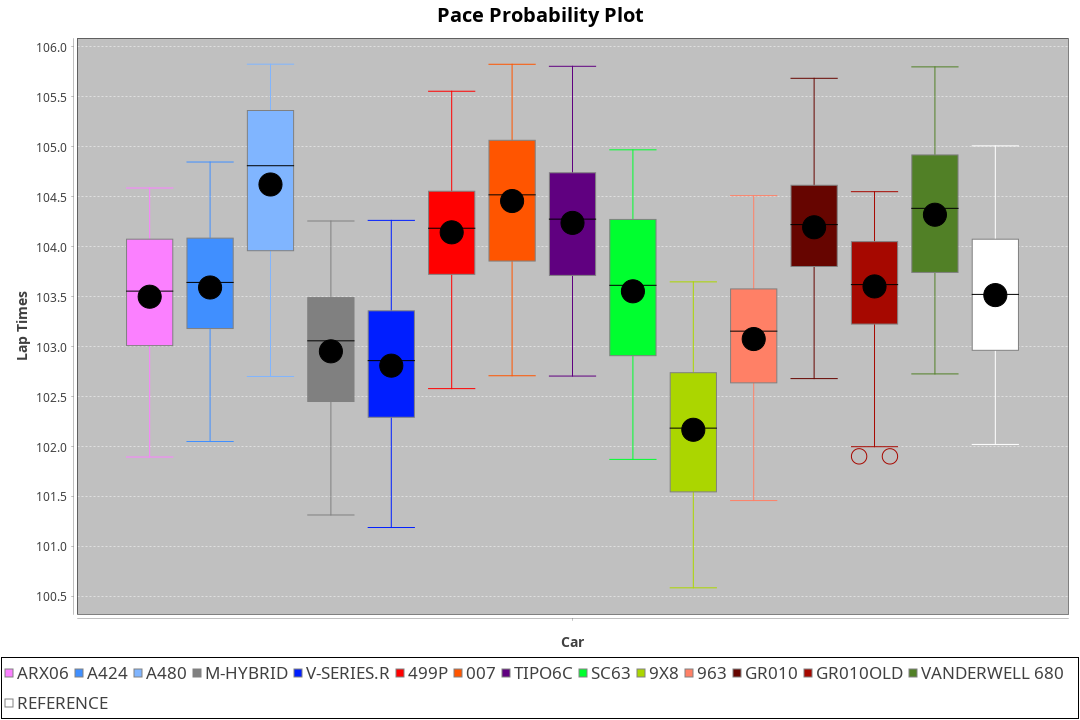 Pace Probability Plot
106.0
105.5
105.0
104.5
104.0
103.5
103.0
102.5
102.0
101.5
101.0
100.5
Lap Times
Car
ARX06 A424 A480 M-HYBRID V-SERIES.R 499P 007 TIPO6C SC63 9X8 963 GR010 GR010OLD VANDERWELL 680
REFERENCE